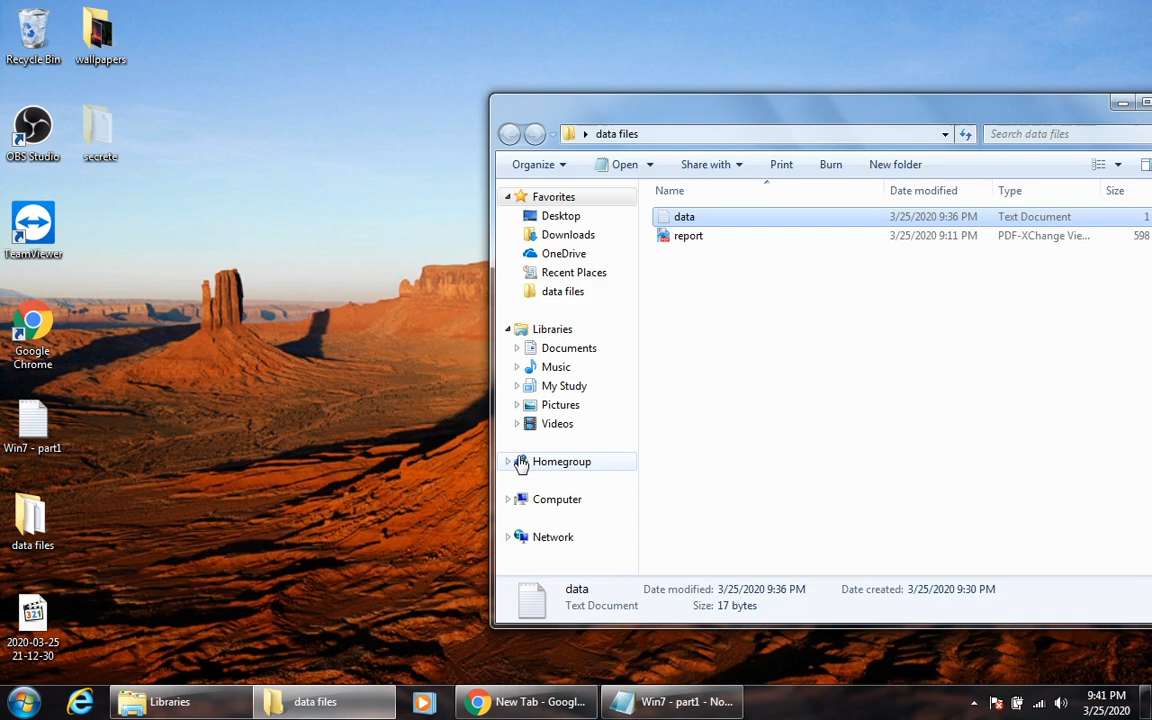 Recycle Bin
wallpapers
OBS Studio
secrete
TeamViewer
Google
Chrome
Win7 - part1
data files
2020-03-25
21-12-30
data files
Search data files
Organize
Open
Share with
Print
Burn
New folder
Name
Date modified
Type
Size
data
3/25/2020 9:36 PM
Text Document
1
report
3/25/2020 9:11 PM
PDF-XChange Vie...
598
Favorites
Desktop
Downloads
OneDrive
Recent Places
data files
Libraries
Documents
Music
My Study
Pictures
Videos
Homegroup
Computer
Network
data
Date modified: 3/25/2020 9:36 PM
Date created: 3/25/2020 9:30 PM
Text Document
Size: 17 bytes
Libraries
data files
New Tab - Googl...
Win7 - part1 - No...
9:41 PM
3/25/2020